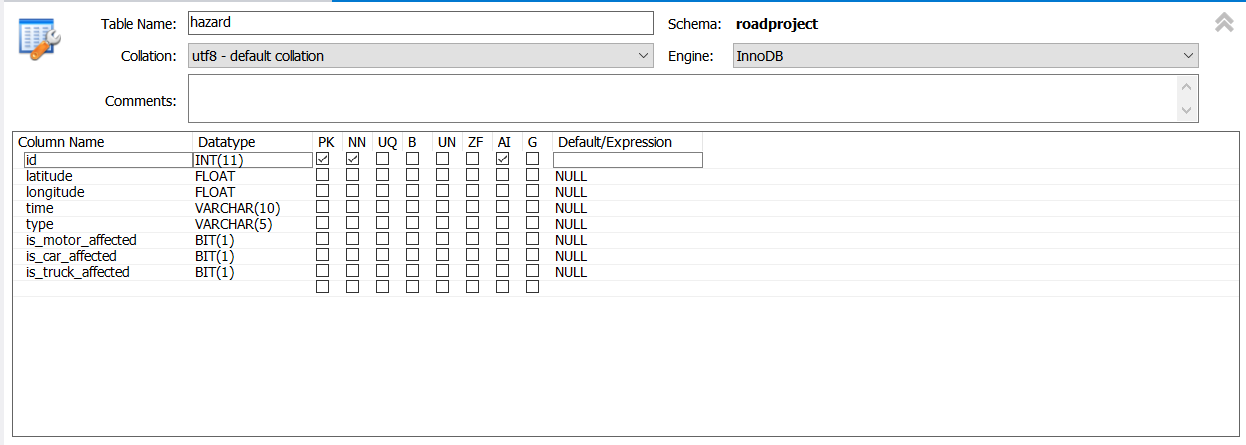 Table Name: hazard Schema: roadproject
Collation: utf8 - default collation Engine: InnoDB
Comments:
Column Name Datatype PK NN UQ B UN ZF AI G Default/Expression
id INT(11)
latitude FLOAT NULL
longitude FLOAT NULL
time VARCHAR(10) NULL
type VARCHAR(5) NULL
is_motor_affected BIT(1) NULL
is_car_affected BIT(1) NULL
is_truck_affected BIT(1) NULL